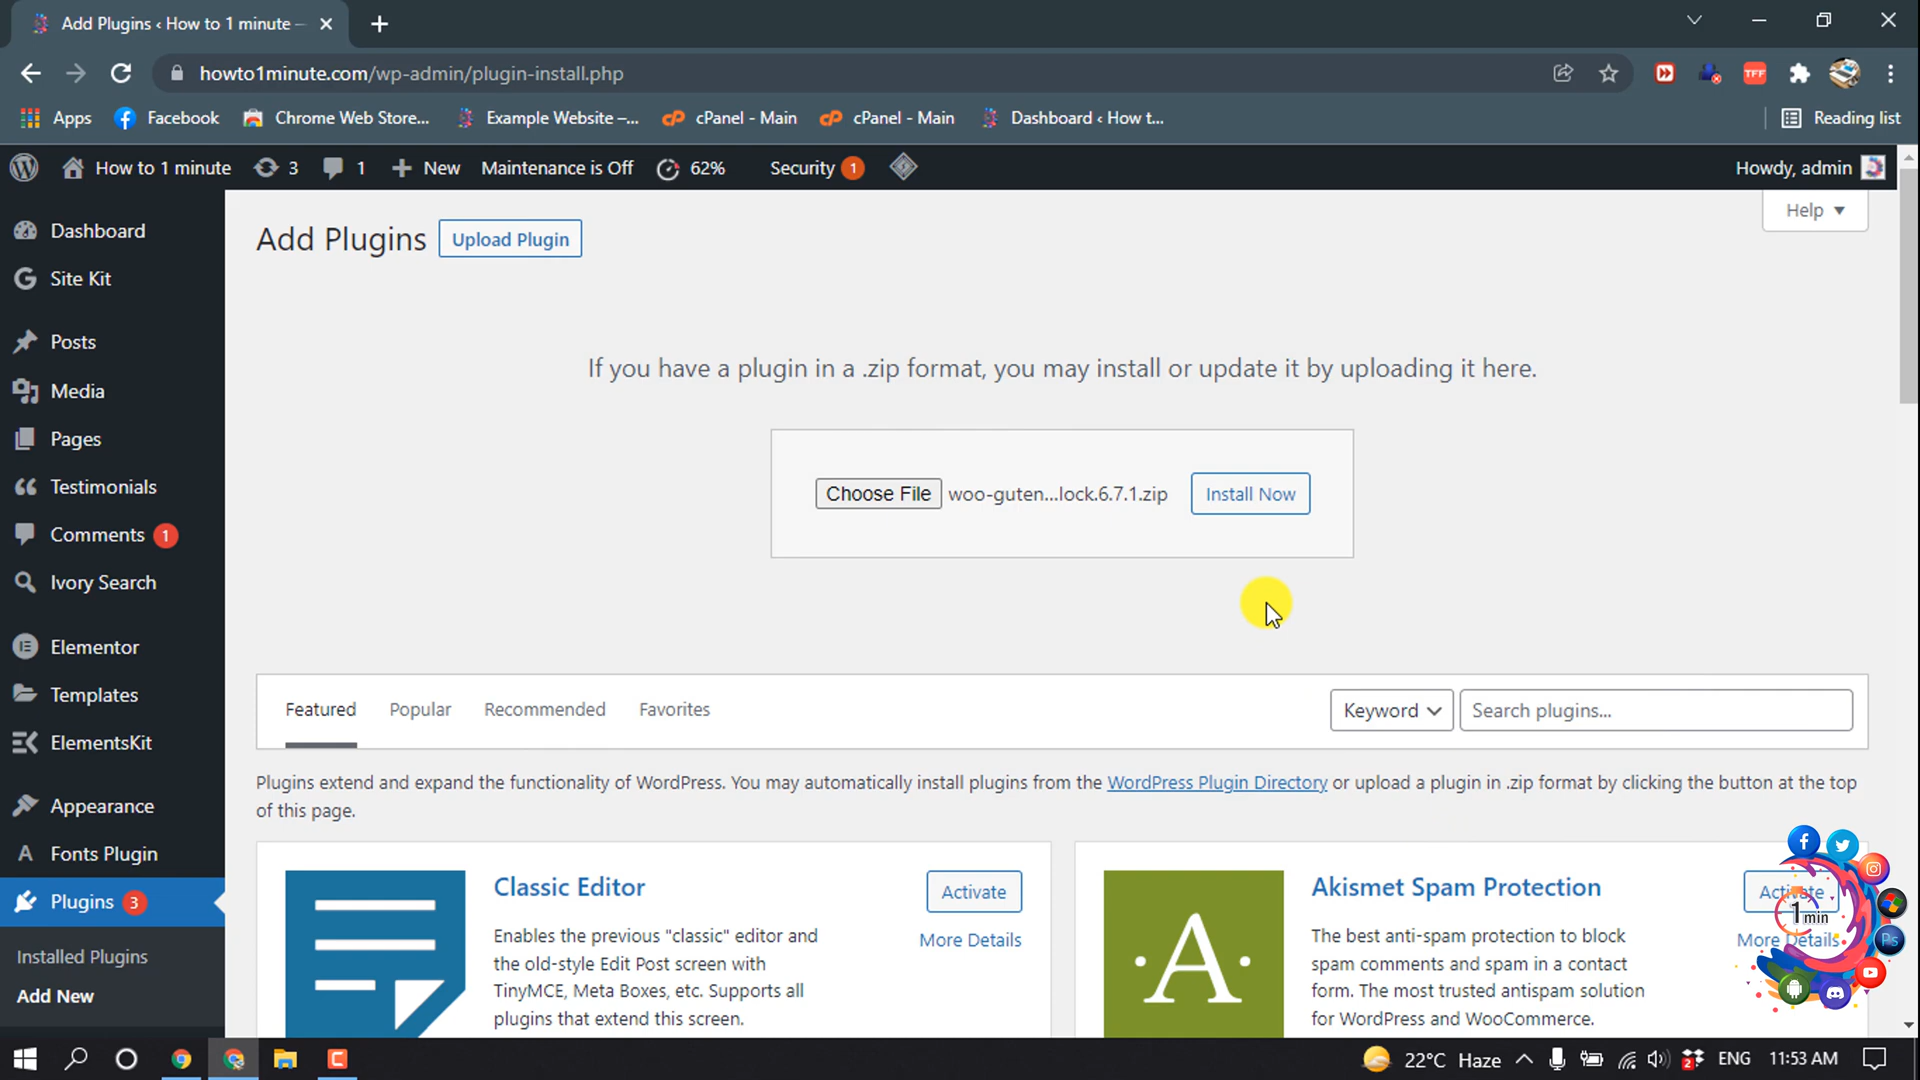 Add Plugins ‹ How to 1 minute —
howto1minute.com/wp-admin/plugin-install.php
Apps Facebook Chrome Web Store... Example Website –... cPanel - Main cPanel - Main Dashboard ‹ How t... Reading list
How to 1 minute 3 1 New Maintenance is Off 62% Security 1 Howdy, admin
Help
Dashboard
Site Kit
Posts
Media
Pages
Testimonials
Comments 1
Ivory Search
Elementor
Templates
ElementsKit
Appearance
Fonts Plugin
Plugins 3
Installed Plugins
Add New
Add Plugins Upload Plugin
If you have a plugin in a .zip format, you may install or update it by uploading it here.
Choose File woo-guten...lock.6.7.1.zip Install Now
Featured Popular Recommended Favorites Keyword Search plugins...
Plugins extend and expand the functionality of WordPress. You may automatically install plugins from the WordPress Plugin Directory or upload a plugin in .zip format by clicking the button at the top
of this page.
Classic Editor
Activate
More Details
Enables the previous "classic" editor and
the old-style Edit Post screen with
TinyMCE, Meta Boxes, etc. Supports all
plugins that extend this screen.
A
Akismet Spam Protection
Activate
More Details
The best anti-spam protection to block
spam comments and spam in a contact
form. The most trusted antispam solution
for WordPress and WooCommerce.
1 min
Ps
TFF
22°C Haze ENG 11:53 AM